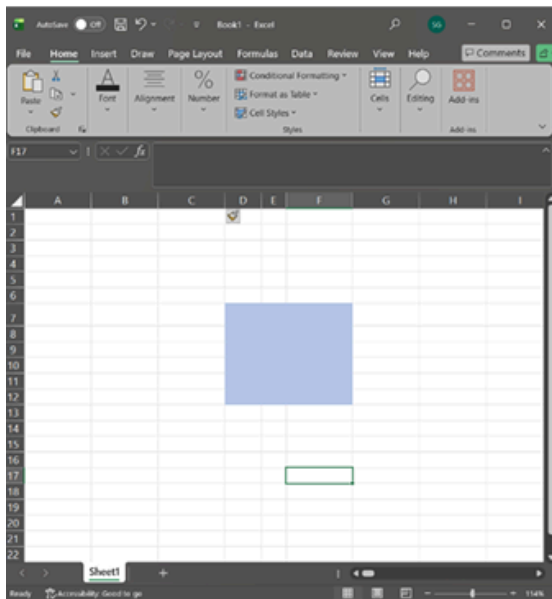 AutoSave Off Book1 - Excel SG
File Home Insert Draw Page Layout Formulas Data Review View Help Comments
Paste Font Alignment Number Conditional Formatting Cells Editing Add-ins
Format as Table
Cell Styles
Clipboard Styles Add-ins
F17 fx
A B C D E F G H I
1
2
3
4
5
6
7
8
9
10
11
12
13
14
15
16
17
18
19
20
21
22
Sheet1
Ready Accessibility: Good to go 114%